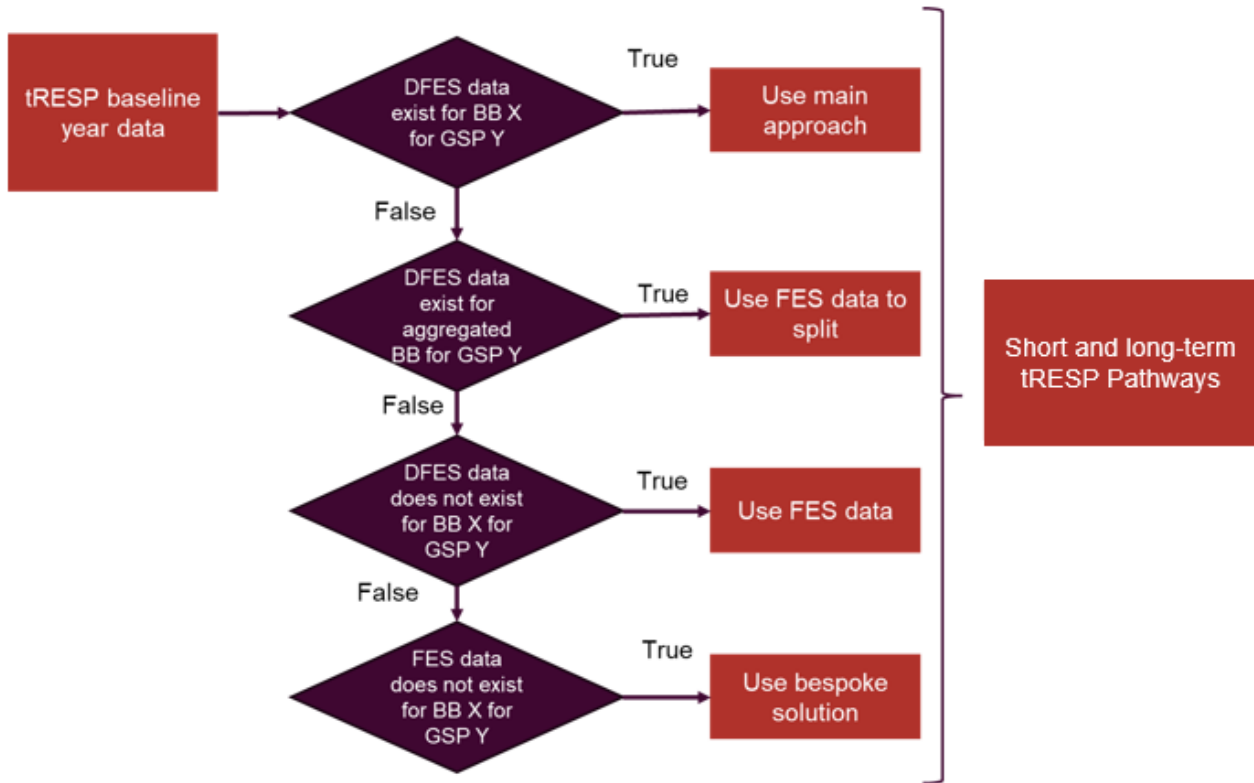 tRESP baseline
year data
DFES data
exist for BB X
for GSP Y
True
Use main
approach
False
DFES data
exist for
aggregated
BB for GSP Y
True
Use FES data to
split
Short and long-term
tRESP Pathways
False
DFES data
does not exist
for BB X for
GSP Y
True
Use FES data
False
FES data
does not exist
for BB X for
GSP Y
True
Use bespoke
solution